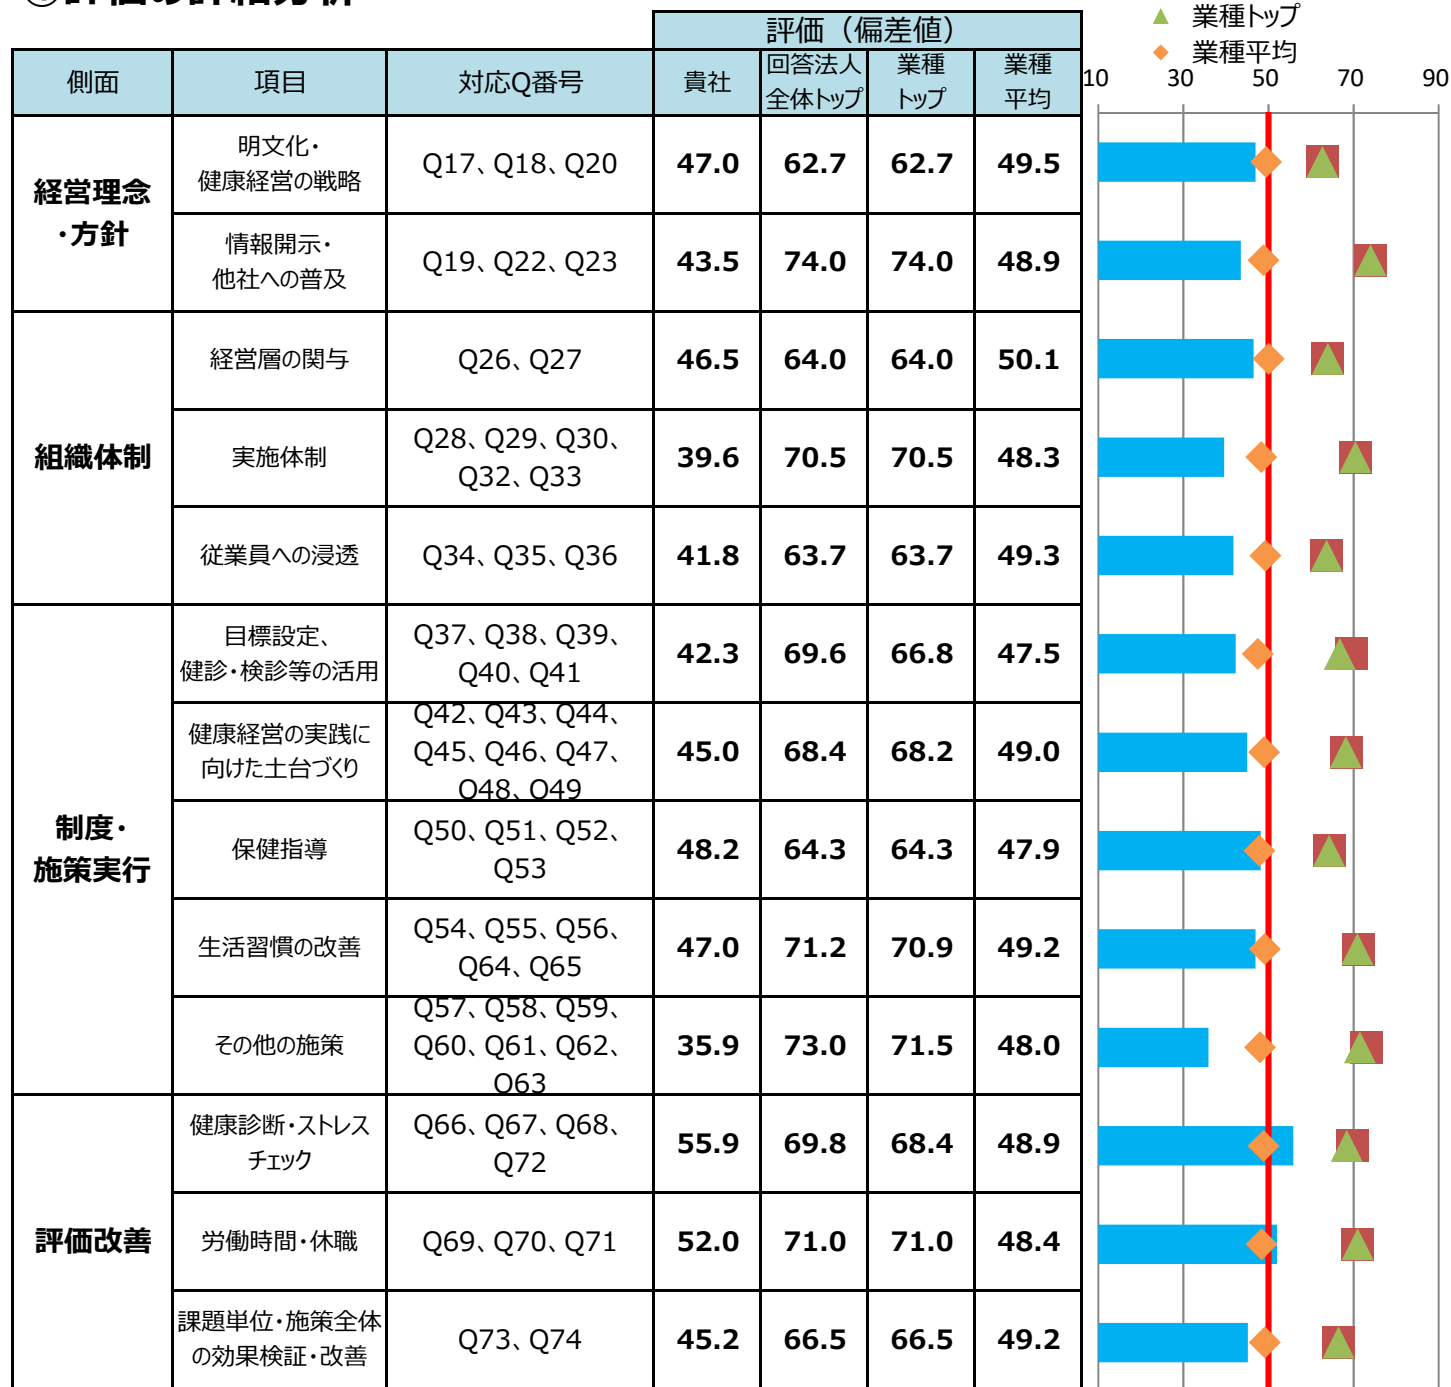 ①評価の詳細分析
▲ 業種トップ
◆ 業種平均
評価（偏差値）
側面 項目 対応Q番号 貴社 回答法人 業種 業種
全体トップ トップ 平均
10 30 50 70 90
経営理念
・方針
明文化・
健康経営の戦略
Q17、Q18、Q20 47.0 62.7 62.7 49.5
情報開示・
他社への普及
Q19、Q22、Q23 43.5 74.0 74.0 48.9
組織体制
経営層の関与 Q26、Q27 46.5 64.0 64.0 50.1
実施体制
Q28、Q29、Q30、
Q32、Q33
39.6 70.5 70.5 48.3
従業員への浸透 Q34、Q35、Q36 41.8 63.7 63.7 49.3
制度・
施策実行
目標設定、
健診・検診等の活用
Q37、Q38、Q39、
Q40、Q41
42.3 69.6 66.8 47.5
健康経営の実践に
向けた土台づくり
Q42、Q43、Q44、
Q45、Q46、Q47、
Q48、Q49
45.0 68.4 68.2 49.0
保健指導
Q50、Q51、Q52、
Q53
48.2 64.3 64.3 47.9
生活習慣の改善
Q54、Q55、Q56、
Q64、Q65
47.0 71.2 70.9 49.2
その他の施策
Q57、Q58、Q59、
Q60、Q61、Q62、
Q63
35.9 73.0 71.5 48.0
評価改善
健康診断・ストレス
チェック
Q66、Q67、Q68、
Q72
55.9 69.8 68.4 48.9
労働時間・休職 Q69、Q70、Q71 52.0 71.0 71.0 48.4
課題単位・施策全体
の効果検証・改善
Q73、Q74 45.2 66.5 66.5 49.2